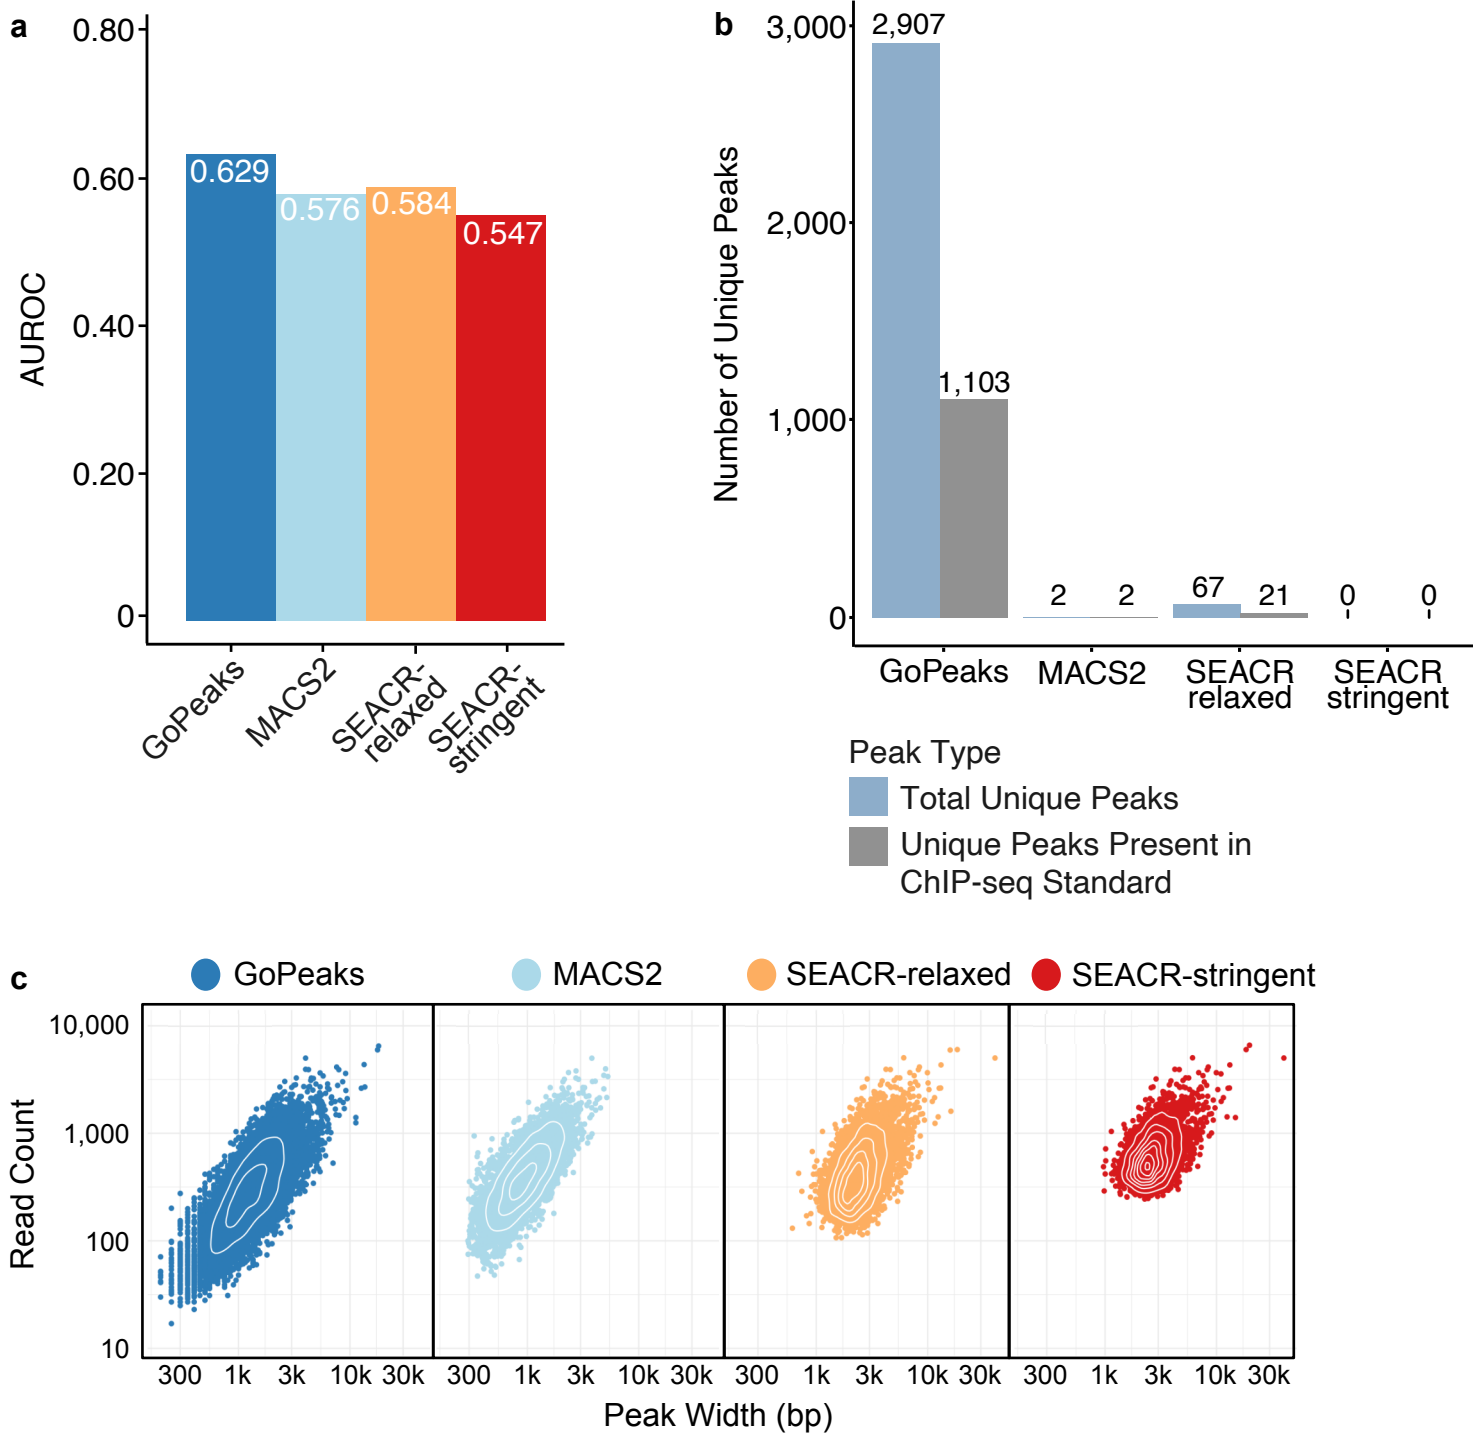 a
0.80
0.60
0.40
0.20
0
AUROC
0.629
0.576
0.584
0.547
GoPeaks
MACS2
SEACR-
relaxed
SEACR-
stringent
b
3,000
2,000
1,000
0
Number of Unique Peaks
2,907
1,103
2
2
67
21
0
0
GoPeaks
MACS2
SEACR
relaxed
SEACR
stringent
Peak Type
Total Unique Peaks
Unique Peaks Present in
ChIP-seq Standard
c
GoPeaks
MACS2
SEACR-relaxed
SEACR-stringent
10,000
1,000
100
10
Read Count
300 1k 3k 10k 30k
300 1k 3k 10k 30k
300 1k 3k 10k 30k
300 1k 3k 10k 30k
Peak Width (bp)